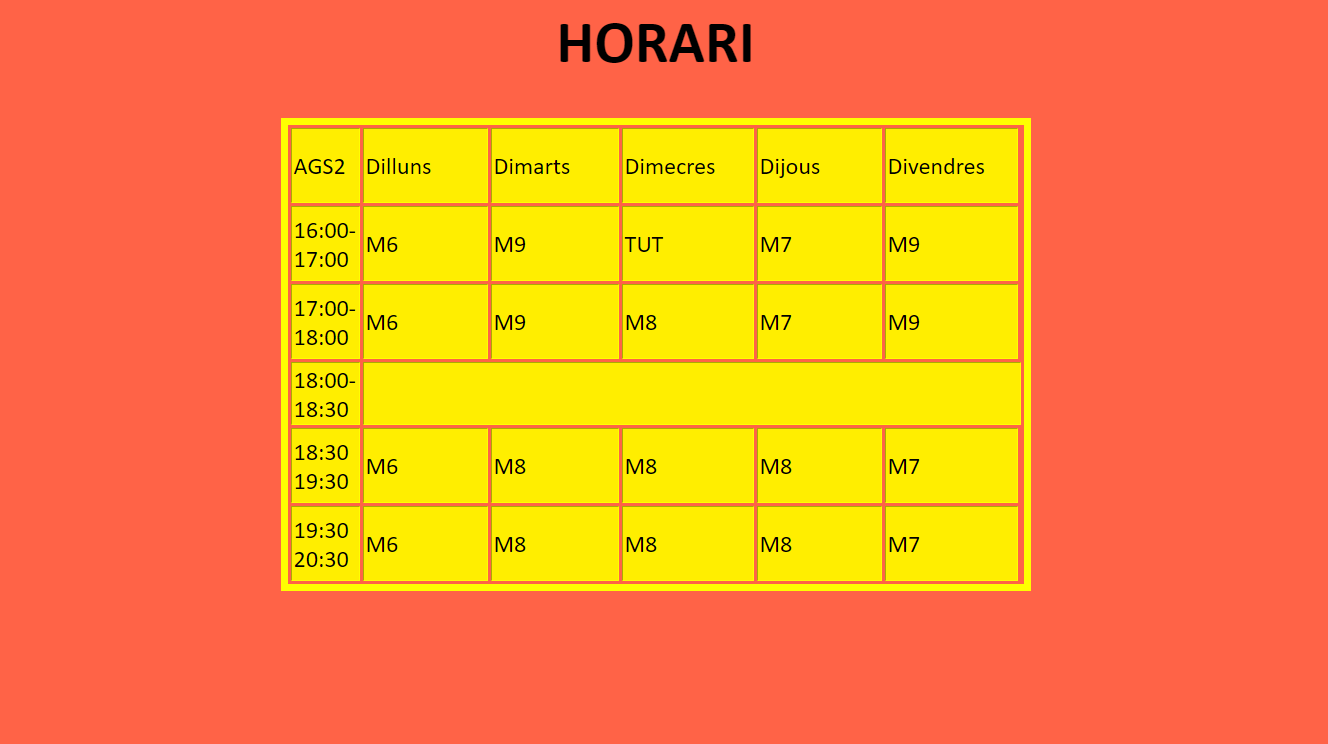 HORARI
AGS2 Dilluns Dimarts Dimecres Dijous Divendres
16:00-
17:00 M6 M9 TUT M7 M9
17:00-
18:00 M6 M9 M8 M7 M9
18:00-
18:30
18:30
19:30 M6 M8 M8 M8 M7
19:30
20:30 M6 M8 M8 M8 M7